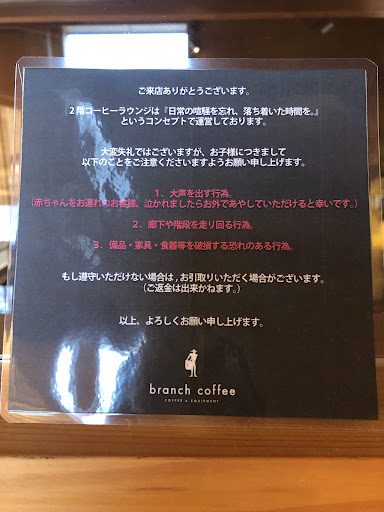 ご来店ありがとうございます。
２階コーヒーラウンジは『日常の喧騒を忘れ、落ち着いた時間を。』
というコンセプトで運営しております。
大変失礼ではございますが、お子様につきまして
以下のことをご注意くださいますようお願い申し上げます。
１．大声を出す行為。
（赤ちゃんをお連れのお客様、泣かれましたらお外であやしていただけると幸いです。）
２．廊下や階段を走り回る行為。
３．備品・家具・食器等を破損する恐れのある行為。
もし遵守いただけない場合は，お引取りいただく場合がございます。
（ご返金は出来かねます。）
以上、よろしくお願い申し上げます。
branch coffee
COFFEE & EQUIPMENT